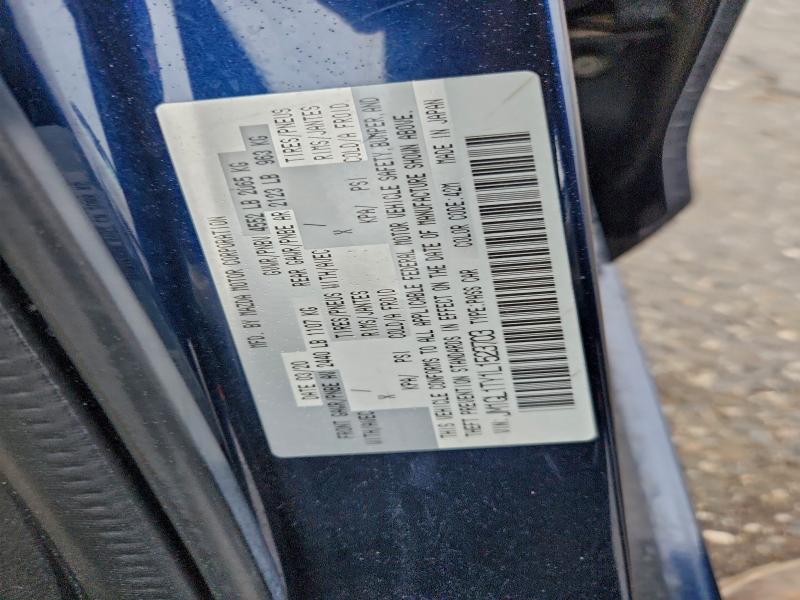 MFD. BY MAZDA MOTOR CORPORATION
DATE 03/20 GVWR/PNBV 4552 LB 2065 KG
FRONT GAWR/PNBE AV 2440 LB 1107 KG REAR GAWR/PNBE AR 2123 LB 963 KG
WITH/AVEC TIRES/PNEUS WITH/AVEC TIRES/PNEUS
/ RIMS/JANTES / RIMS/JANTES
X COLD/A FROID X COLD/A FROID
KPA/ PSI KPA/ PSI
THIS VEHICLE CONFORMS TO ALL APPLICABLE FEDERAL MOTOR VEHICLE SAFETY, BUMPER, AND
THEFT PREVENTION STANDARDS IN EFFECT ON THE DATE OF MANUFACTURE SHOWN ABOVE.
TYPE PASS CAR COLOR CODE 42M MADE IN JAPAN
VIN: